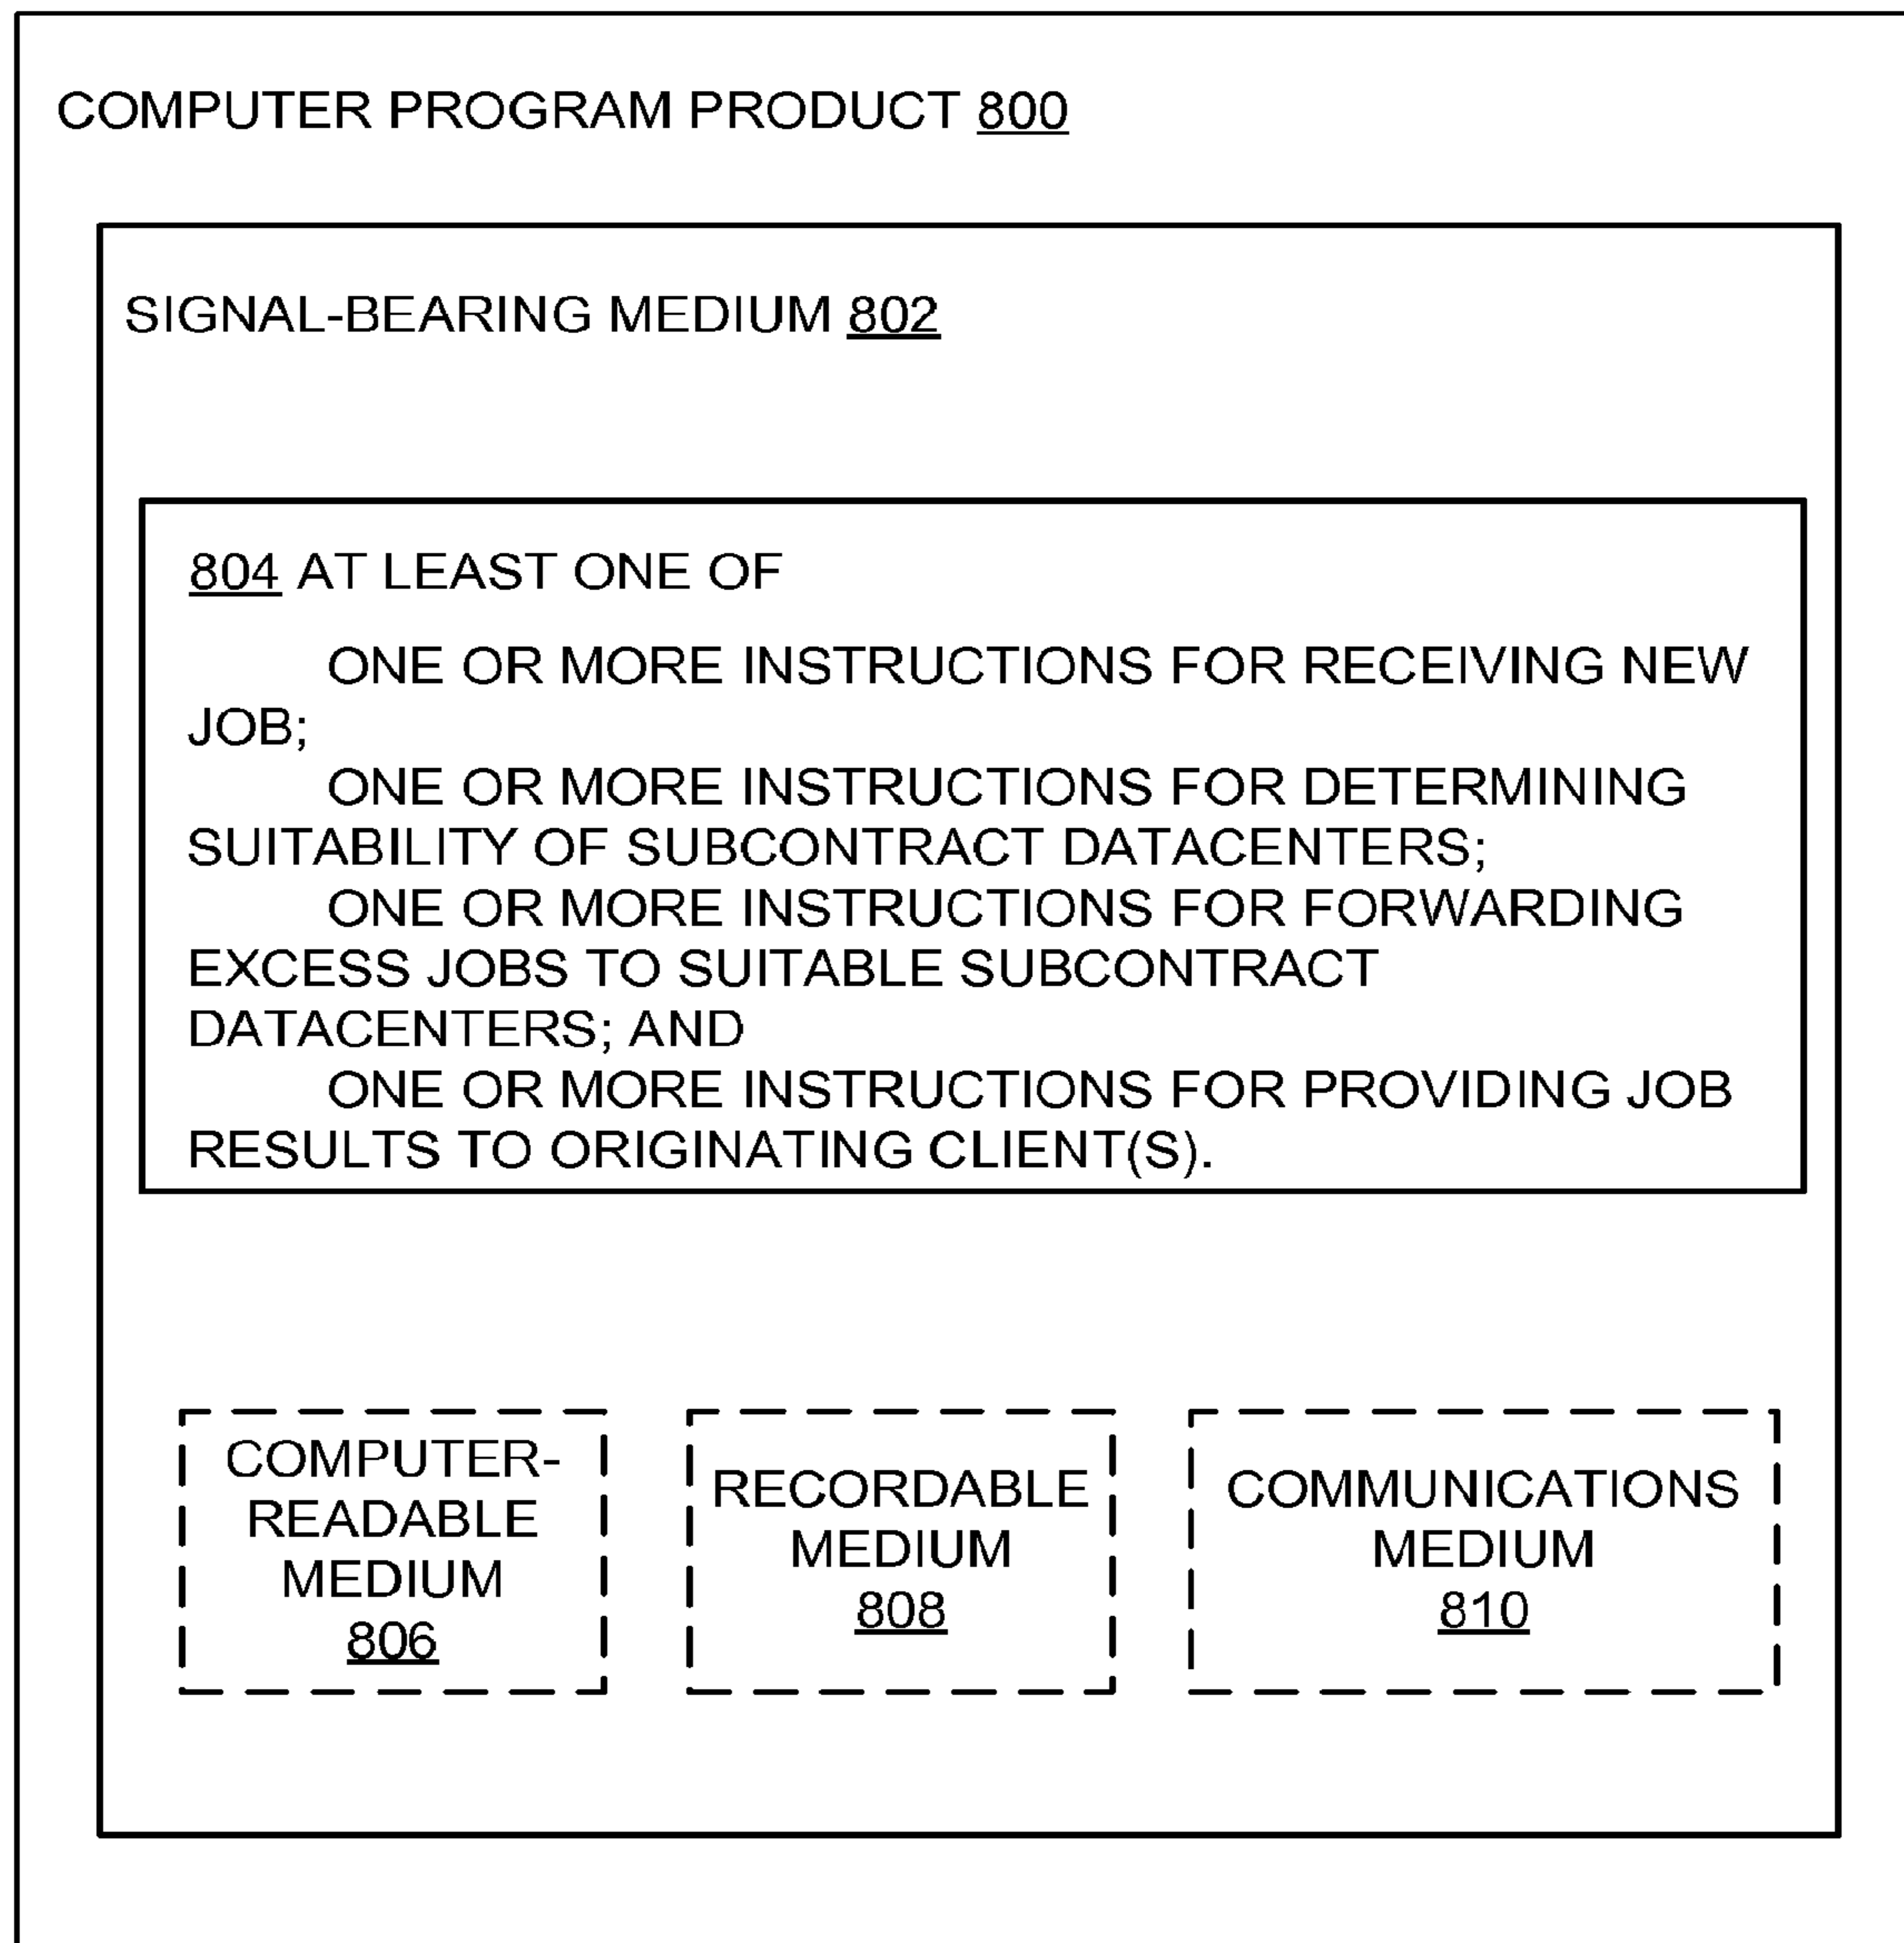 COMPUTER PROGRAM PRODUCT 800
SIGNAL-BEARING MEDIUM 802
804 AT LEAST ONE OF
ONE OR MORE INSTRUCTIONS FOR RECEIVING NEW
JOB;
ONE OR MORE INSTRUCTIONS FOR DETERMINING
SUITABILITY OF SUBCONTRACT DATACENTERS;
ONE OR MORE INSTRUCTIONS FOR FORWARDING
EXCESS JOBS TO SUITABLE SUBCONTRACT
DATACENTERS; AND
ONE OR MORE INSTRUCTIONS FOR PROVIDING JOB
RESULTS TO ORIGINATING CLIENT(S).
COMPUTER-
READABLE
MEDIUM
806
RECORDABLE
MEDIUM
808
COMMUNICATIONS
MEDIUM
810